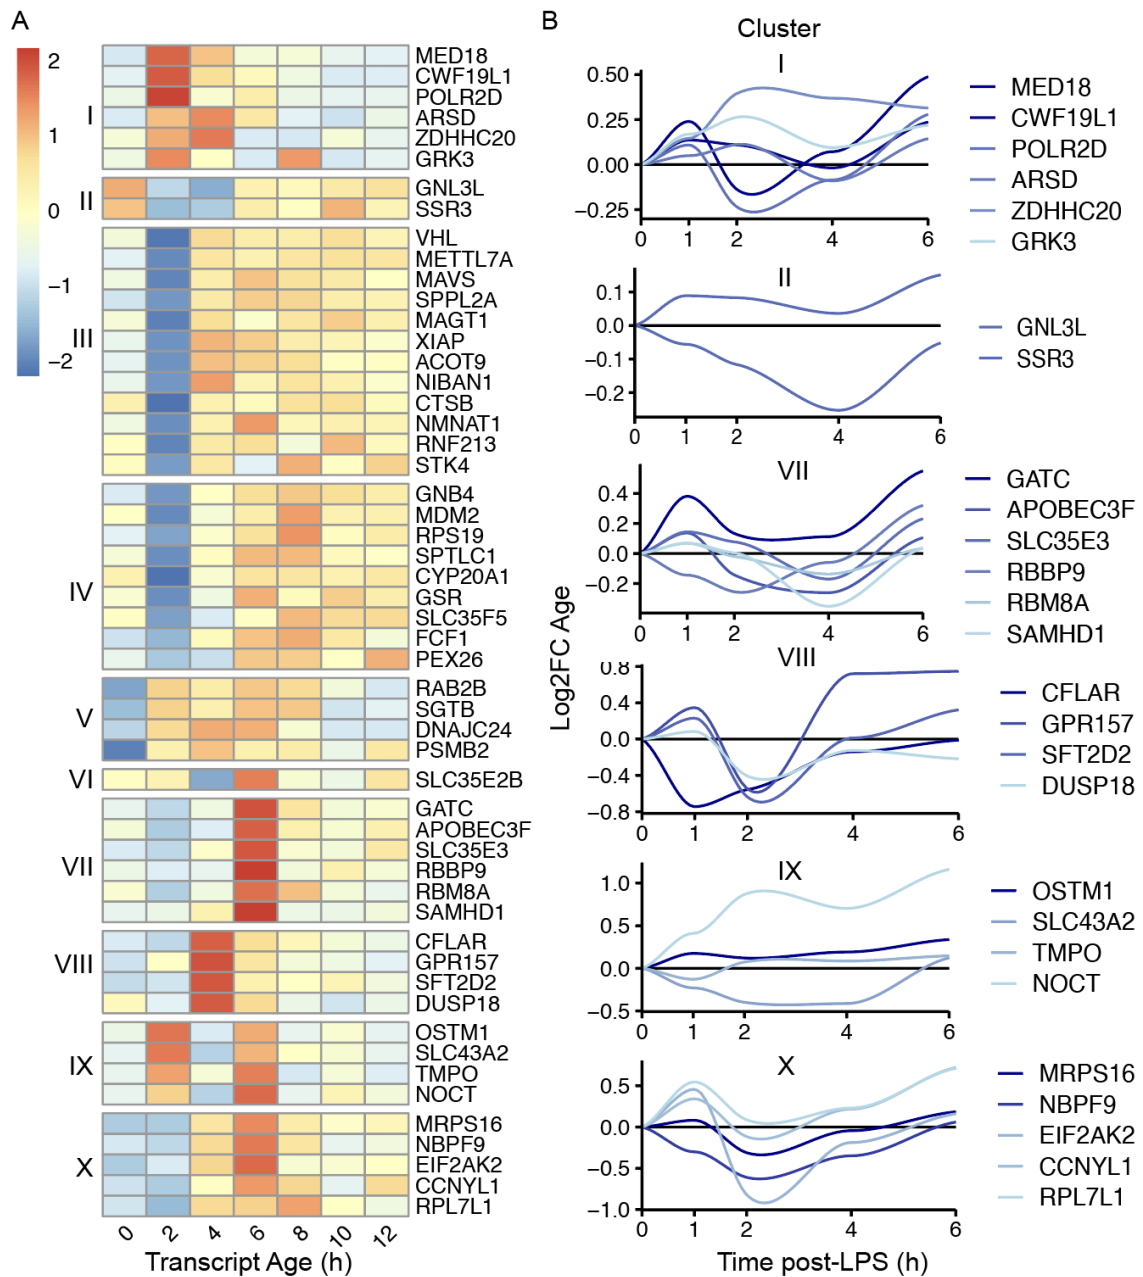 A
2
1
0
−1
−2
I
MED18
CWF19L1
POLR2D
ARSD
ZDHHC20
GRK3
II
GNL3L
SSR3
III
VHL
METTL7A
MAVS
SPPL2A
MAGT1
XIAP
ACOT9
NIBAN1
CTSB
NMNAT1
RNF213
STK4
IV
GNB4
MDM2
RPS19
SPTLC1
CYP20A1
GSR
SLC35F5
FCF1
PEX26
V
RAB2B
SGTB
DNAJC24
PSMB2
VI
SLC35E2B
VII
GATC
APOBEC3F
SLC35E3
RBBP9
RBM8A
SAMHD1
VIII
CFLAR
GPR157
SFT2D2
DUSP18
IX
OSTM1
SLC43A2
TMPO
NOCT
X
MRPS16
NBPF9
EIF2AK2
CCNYL1
RPL7L1
0 2 4 6 8 10 12
Transcript Age (h)
B
Cluster
Log2FC Age
I
0.50
0.25
0.00
−0.25
0 1 2 4 6
MED18
CWF19L1
POLR2D
ARSD
ZDHHC20
GRK3
II
0.1
0.0
−0.1
−0.2
0 1 2 4 6
GNL3L
SSR3
VII
0.4
0.2
0.0
−0.2
0 1 2 4 6
GATC
APOBEC3F
SLC35E3
RBBP9
RBM8A
SAMHD1
VIII
0.8
0.4
0.0
−0.4
−0.8
0 1 2 4 6
CFLAR
GPR157
SFT2D2
DUSP18
IX
1.0
0.5
0.0
−0.5
0 1 2 4 6
OSTM1
SLC43A2
TMPO
NOCT
X
0.5
0.0
−0.5
−1.0
0 1 2 4 6
MRPS16
NBPF9
EIF2AK2
CCNYL1
RPL7L1
Time post-LPS (h)